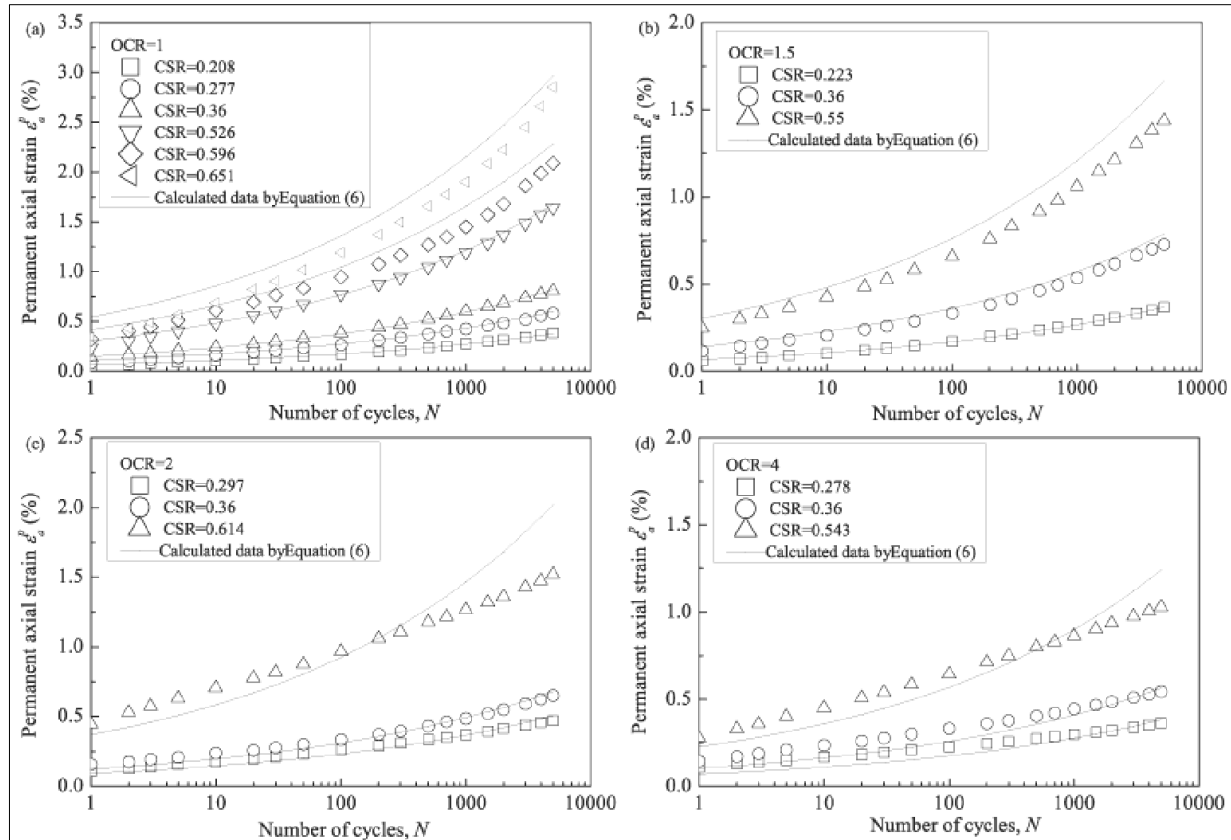 (a)
3.5
3.0
2.5
2.0
1.5
1.0
0.5
0.0
Permanent axial strain εₐᵖ (%)
OCR=1
CSR=0.208
CSR=0.277
CSR=0.36
CSR=0.526
CSR=0.596
CSR=0.651
Calculated data byEquation (6)
1 10 100 1000 10000
Number of cycles, N
(b)
2.0
1.5
1.0
0.5
0.0
Permanent axial strain εₐᵖ (%)
OCR=1.5
CSR=0.223
CSR=0.36
CSR=0.55
Calculated data byEquation (6)
1 10 100 1000 10000
Number of cycles, N
(c)
2.5
2.0
1.5
1.0
0.5
0.0
Permanent axial strain εₐᵖ (%)
OCR=2
CSR=0.297
CSR=0.36
CSR=0.614
Calculated data byEquation (6)
1 10 100 1000 10000
Number of cycles, N
(d)
2.0
1.5
1.0
0.5
0.0
Permanant axial strain εₐᵖ (%)
OCR=4
CSR=0.278
CSR=0.36
CSR=0.543
Calculated data byEquation (6)
1 10 100 1000 10000
Number of cycles, N